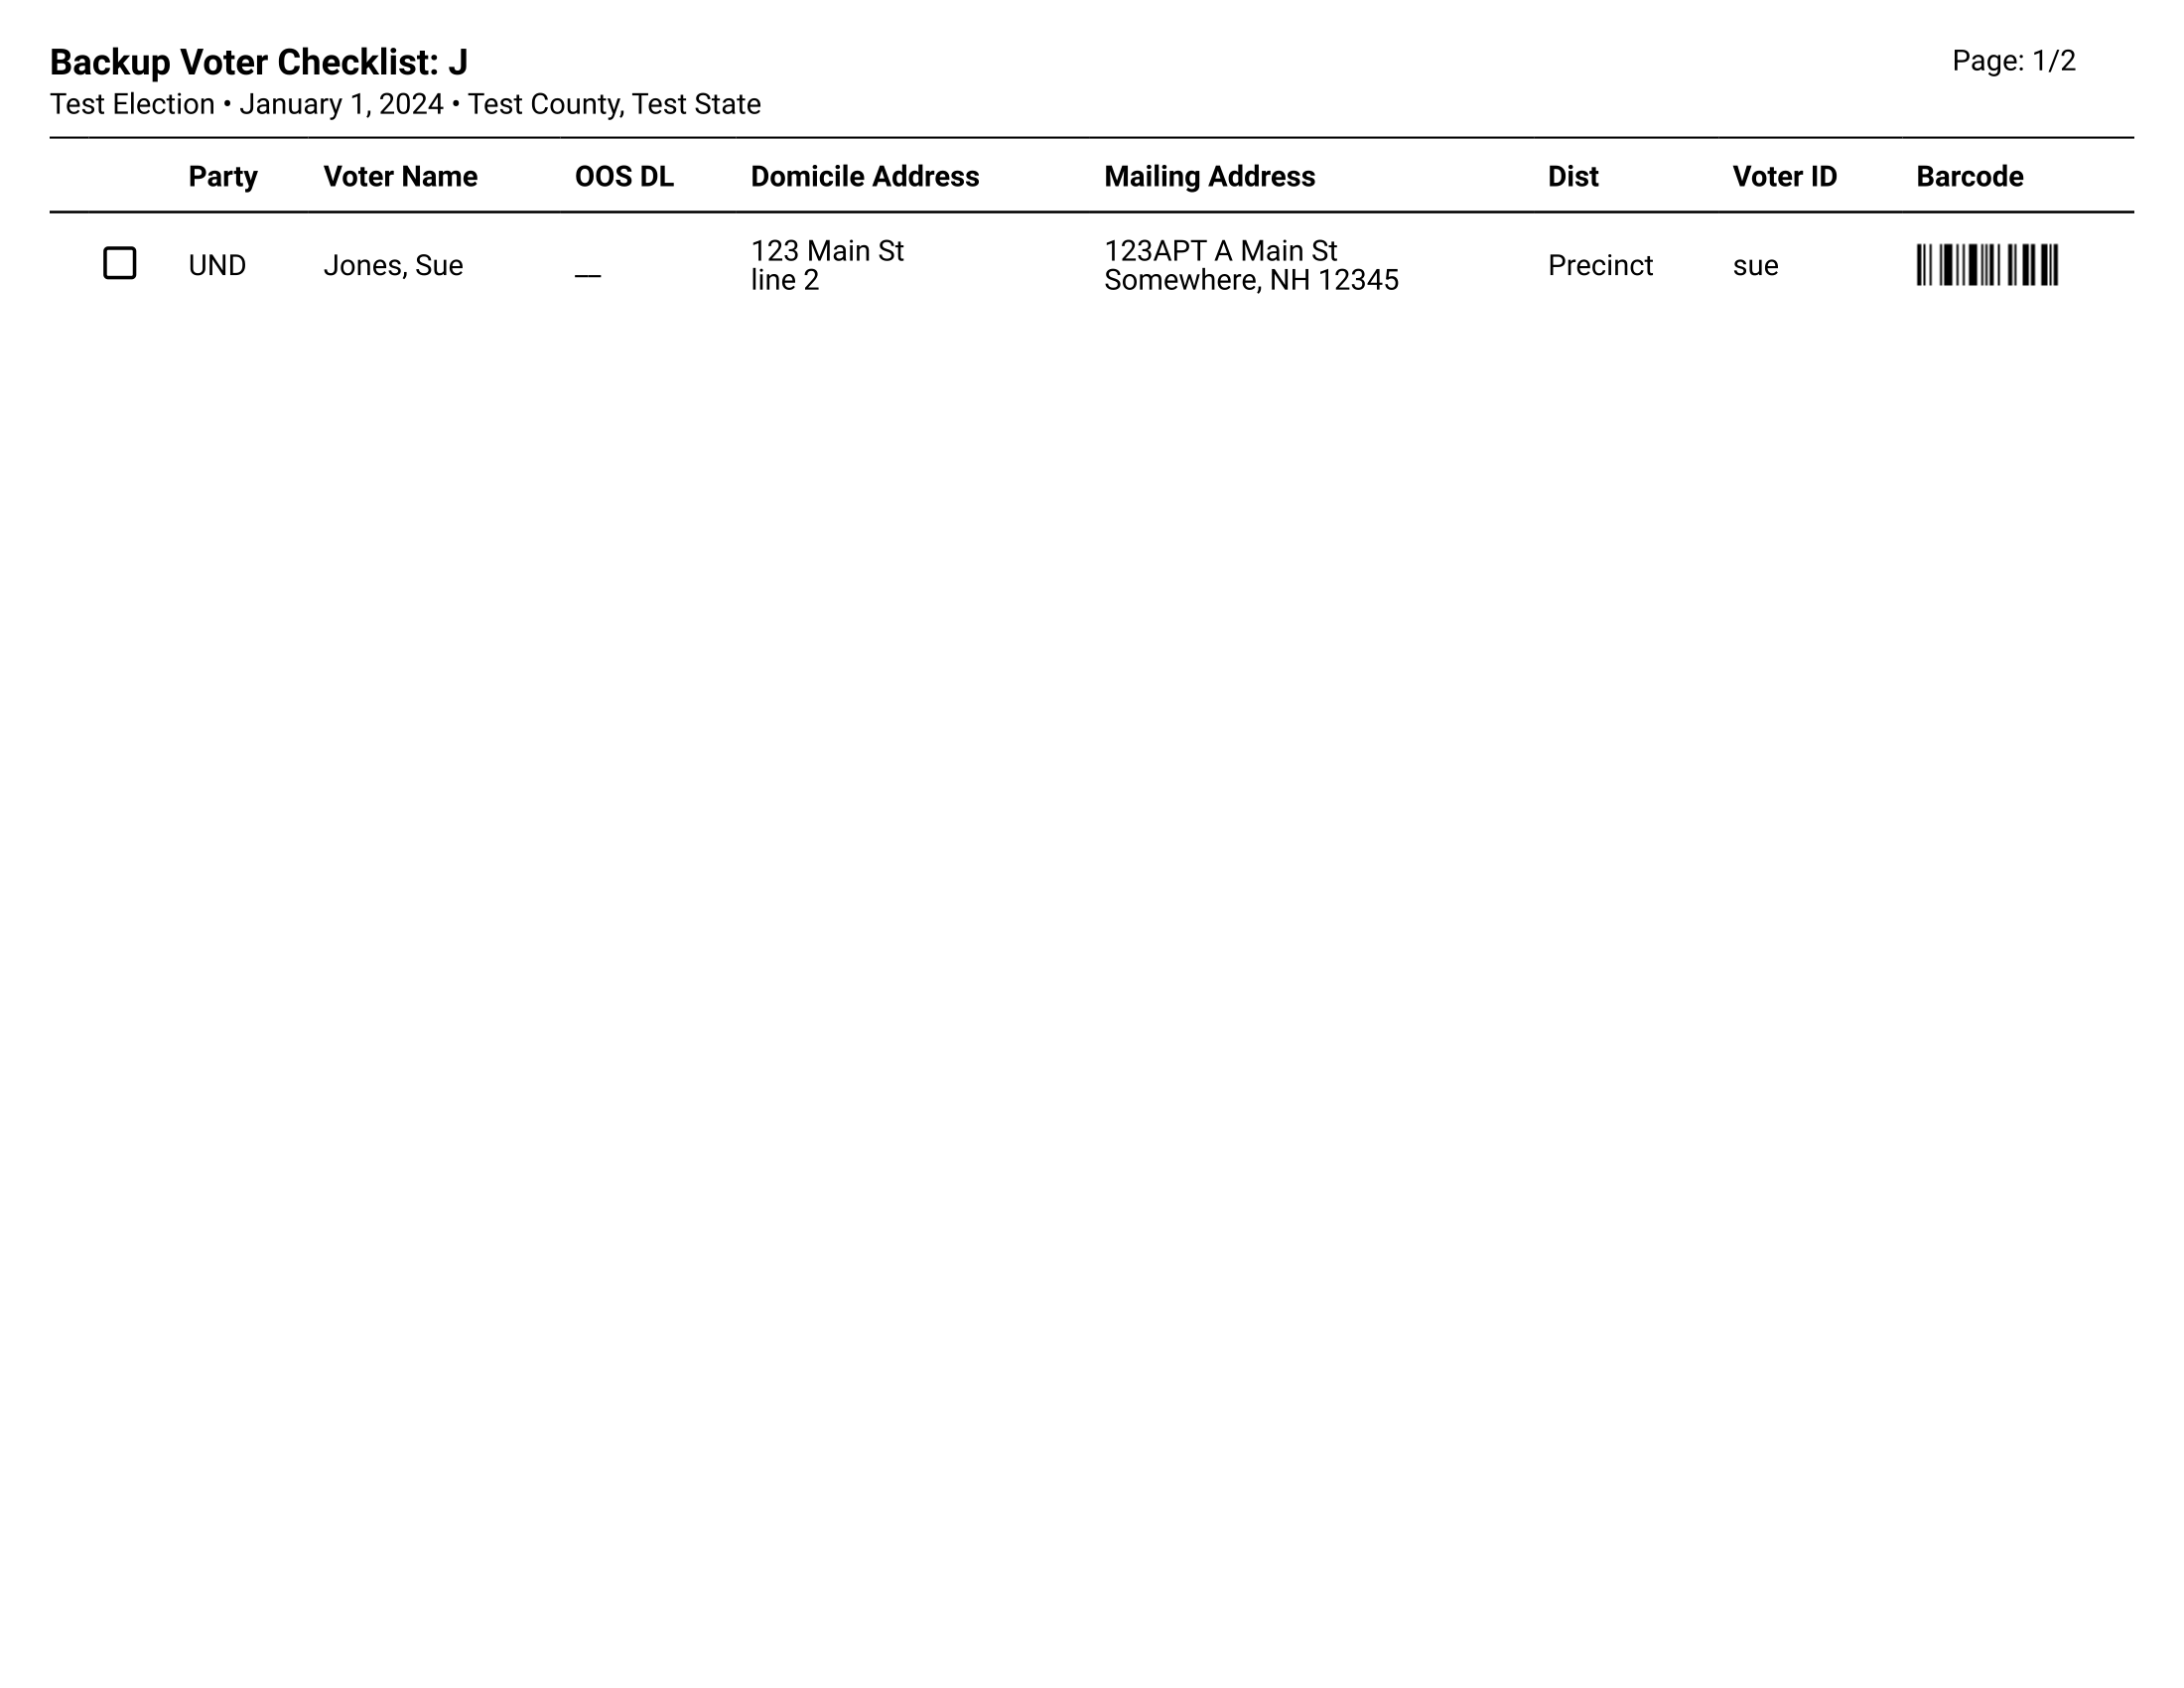 Backup Voter Checklist: J
Page: 1/2
Test Election • January 1, 2024 • Test County, Test State
Party Voter Name OOS DL Domicile Address Mailing Address Dist Voter ID Barcode
UND Jones, Sue __ 123 Main St 123APT A Main St Precinct sue
line 2 Somewhere, NH 12345